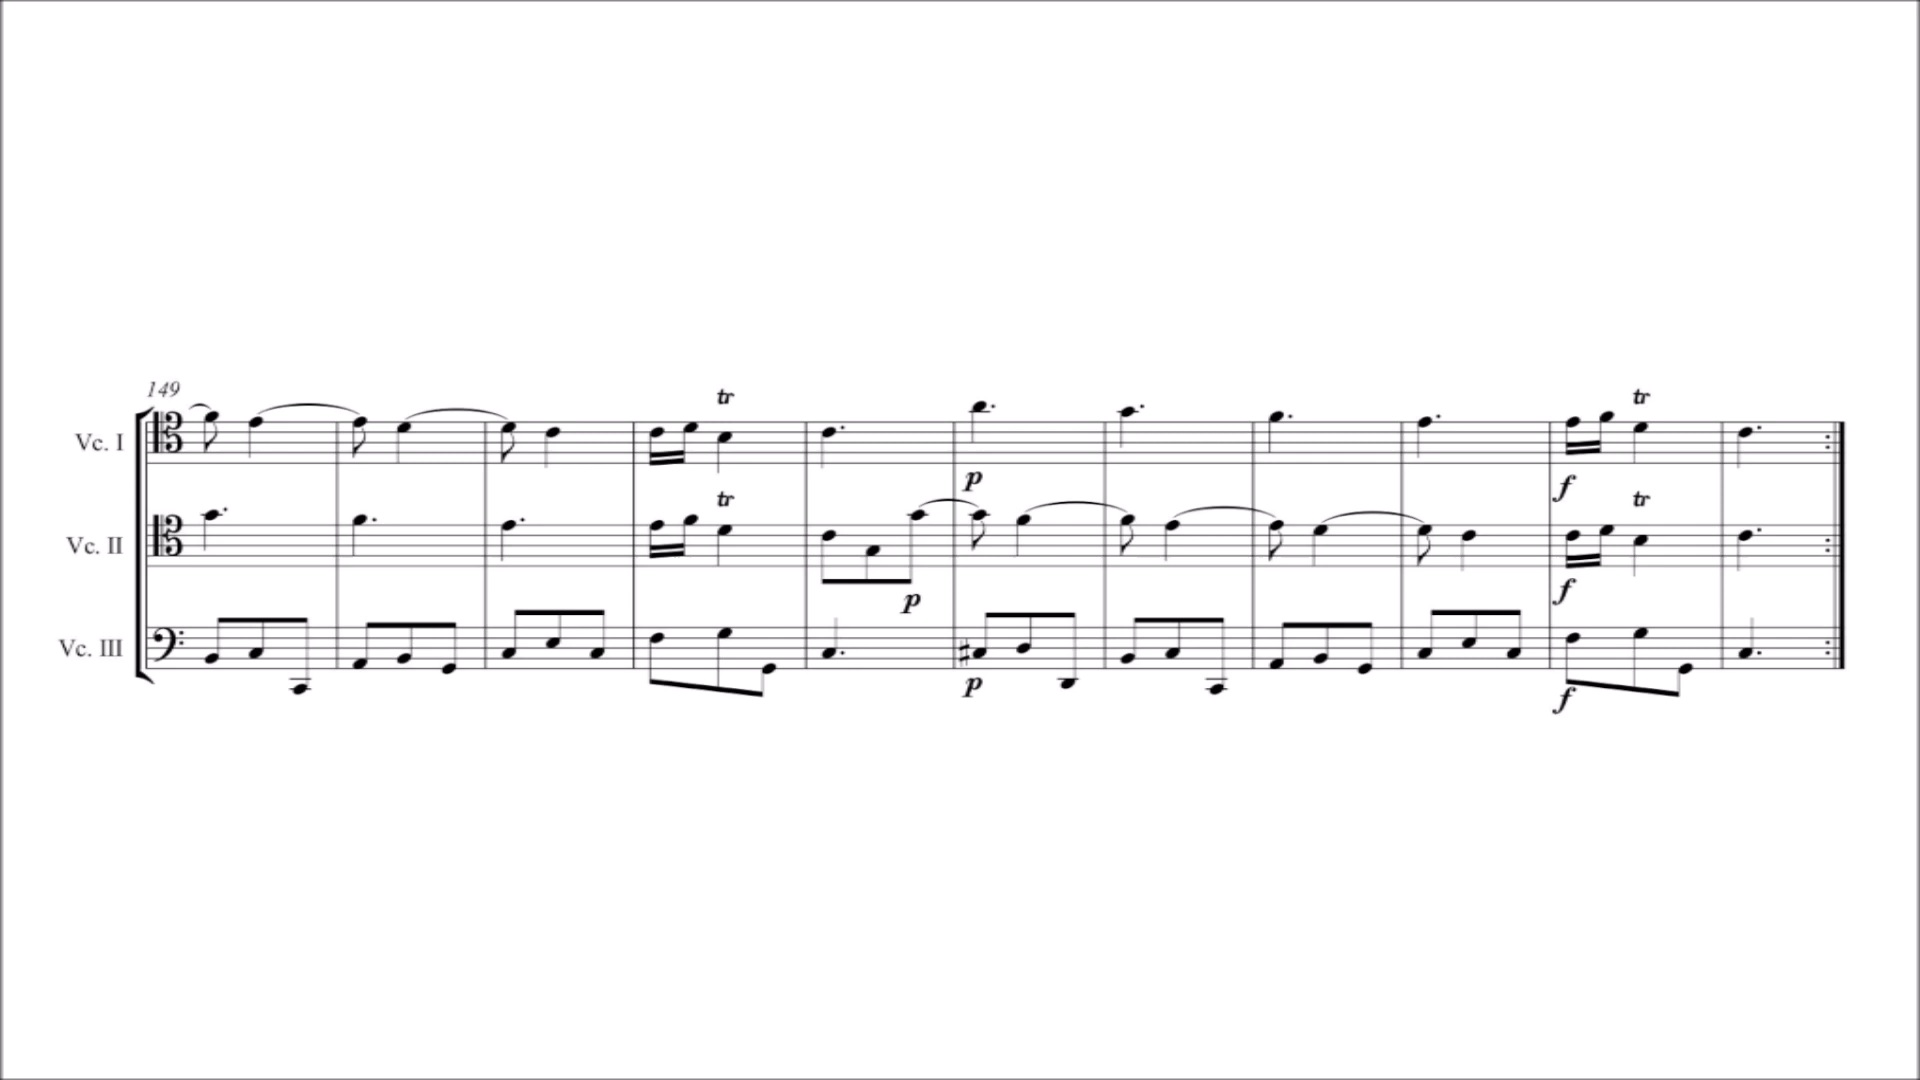 149
tr tr
Vc. I
p f
tr tr
Vc. II
p f
Vc. III
p f